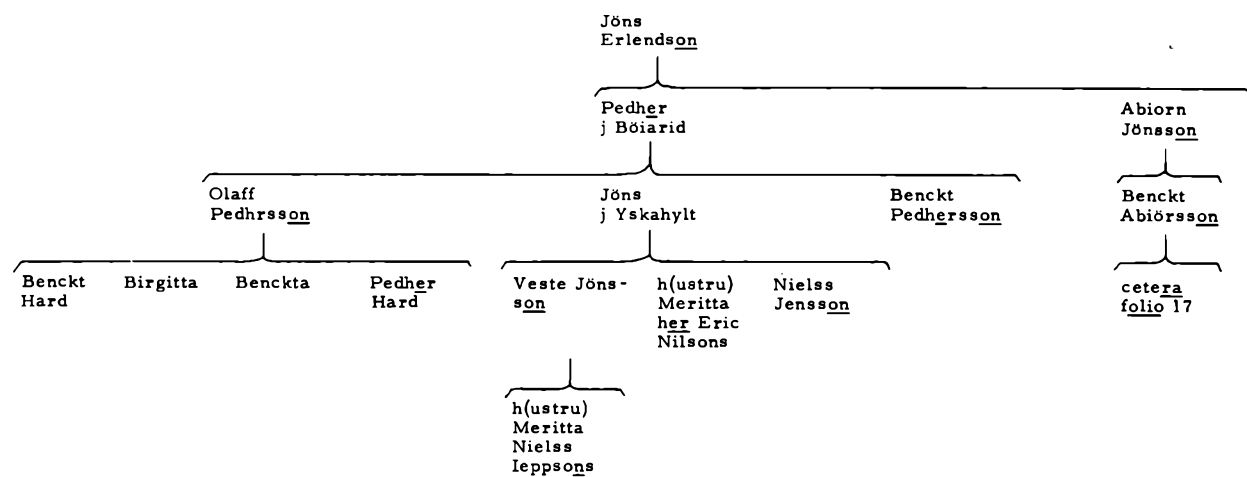 Jöns
Erlendson
Pedher
j Böiarid
Abiorn
Jönsson
Olaff
Pedhrsson
Jöns
j Yskahylt
Benckt
Pedhersson
Benckt
Abiörsson
Benckt
Hard
Birgitta
Benckta
Pedher
Hard
Veste Jöns-
son
h(ustru)
Meritta
her Eric
Nilsons
Nielss
Jensson
cetera
folio 17
h(ustru)
Meritta
Nielss
Ieppsons